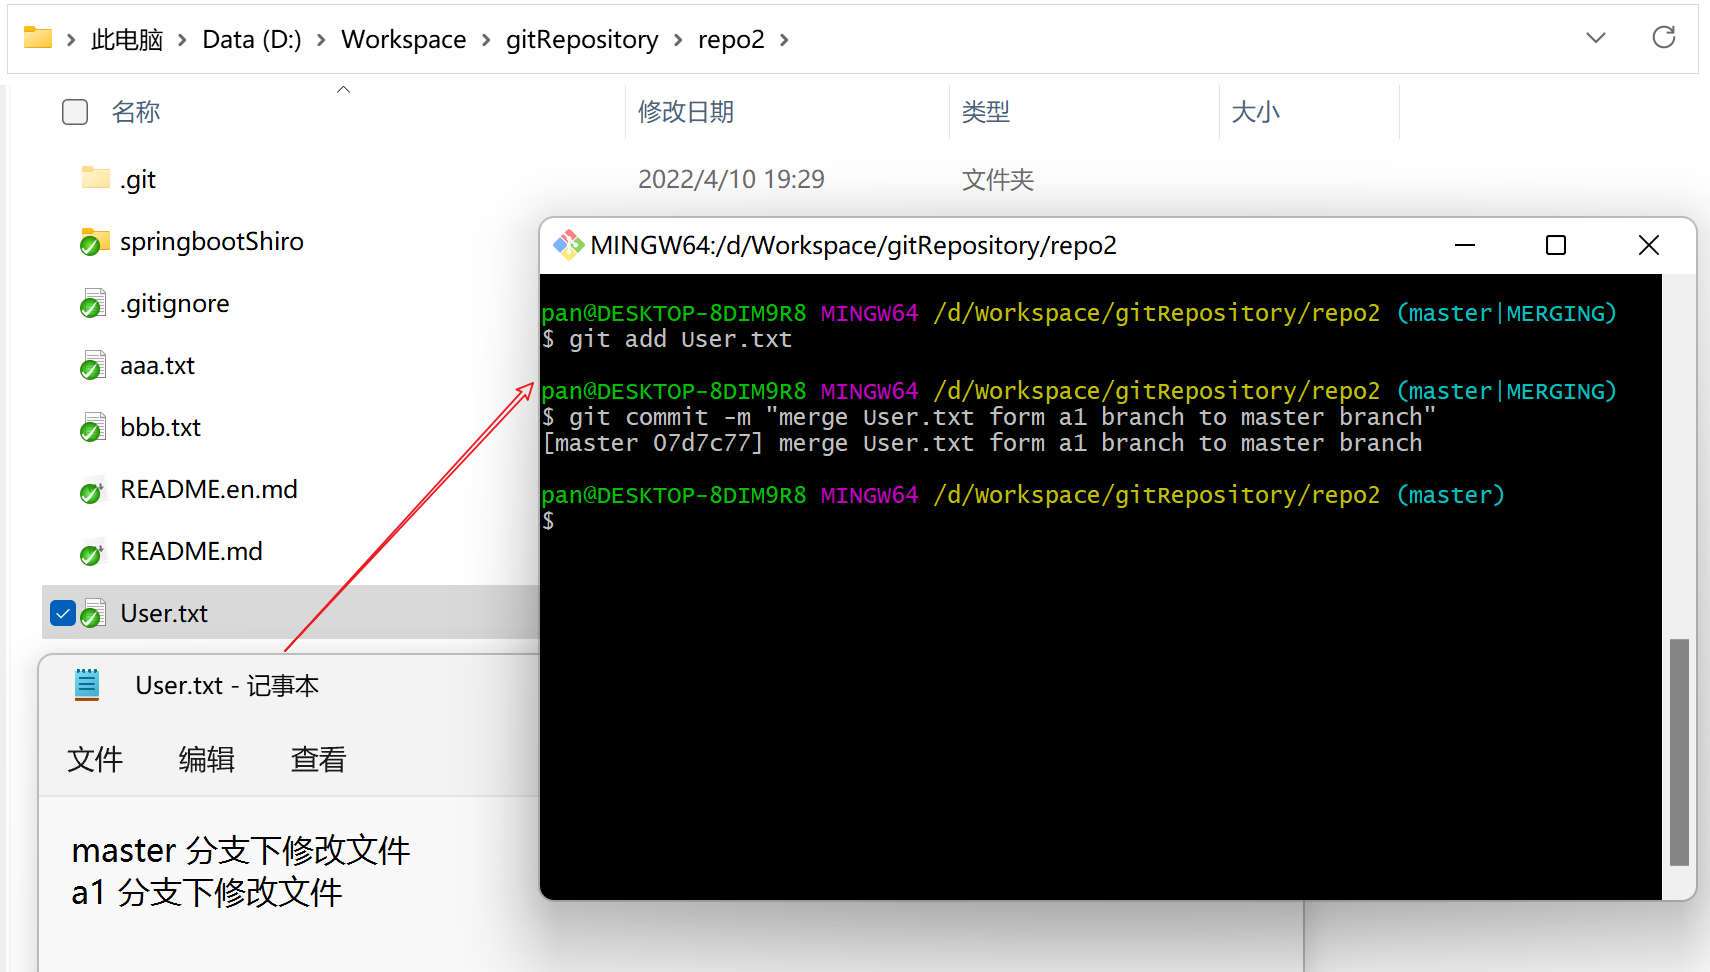 此电脑 › Data (D:) › Workspace › gitRepository › repo2 ›
名称 修改日期 类型 大小
.git 2022/4/10 19:29 文件夹
springbootShiro
.gitignore
aaa.txt
bbb.txt
README.en.md
README.md
User.txt
MINGW64:/d/Workspace/gitRepository/repo2
pan@DESKTOP-8DIM9R8 MINGW64 /d/Workspace/gitRepository/repo2 (master|MERGING)
$ git add User.txt
pan@DESKTOP-8DIM9R8 MINGW64 /d/Workspace/gitRepository/repo2 (master|MERGING)
$ git commit -m "merge User.txt form a1 branch to master branch"
[master 07d7c77] merge User.txt form a1 branch to master branch
pan@DESKTOP-8DIM9R8 MINGW64 /d/Workspace/gitRepository/repo2 (master)
$
User.txt - 记事本
文件 编辑 查看
master 分支下修改文件
a1 分支下修改文件